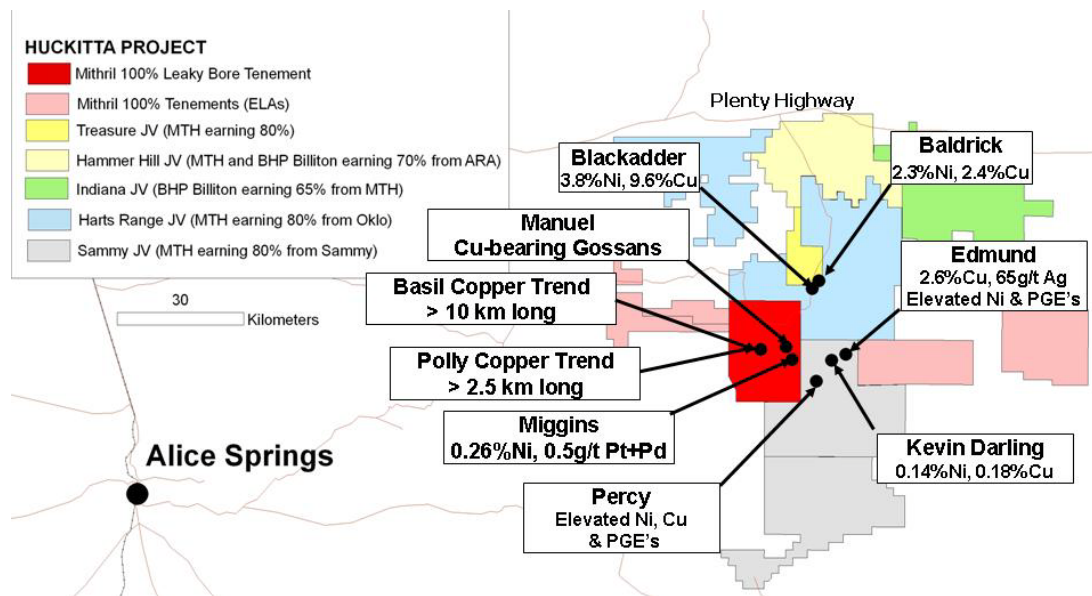 HUCKITTA PROJECT
Mithril 100% Leaky Bore Tenement
Mithril 100% Tenements (ELAs)
Treasure JV (MTH earning 80%)
Hammer Hill JV (MTH and BHP Billiton earning 70% from ARA)
Indiana JV (BHP Billiton earning 65% from MTH)
Harts Range JV (MTH earning 80% from Oklo)
Sammy JV (MTH earning 80% from Sammy)
30
Kilometers
Plenty Highway
Blackadder
3.8%Ni, 9.6%Cu
Baldrick
2.3%Ni, 2.4%Cu
Manuel
Cu-bearing Gossans
Edmund
2.6%Cu, 65g/t Ag
Elevated Ni & PGE's
Basil Copper Trend
> 10 km long
Polly Copper Trend
> 2.5 km long
Miggins
0.26%Ni, 0.5g/t Pt+Pd
Kevin Darling
0.14%Ni, 0.18%Cu
Alice Springs
Percy
Elevated Ni, Cu
& PGE's